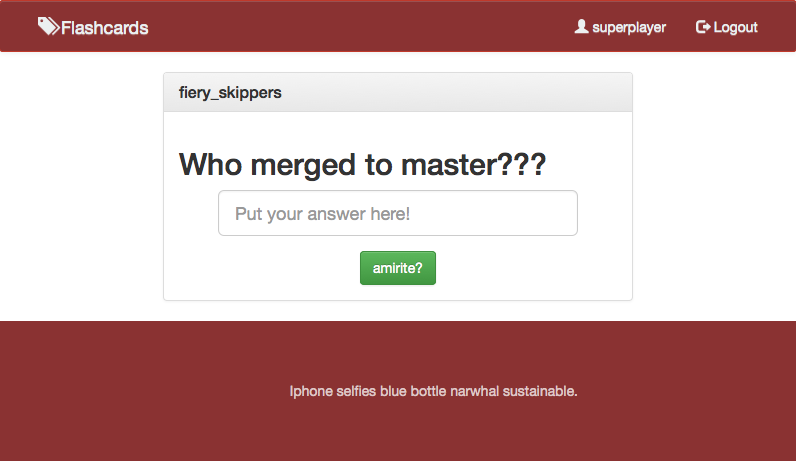 Flashcards
superplayer
Logout
fiery_skippers
Who merged to master???
Put your answer here!
amirite?
Iphone selfies blue bottle narwhal sustainable.